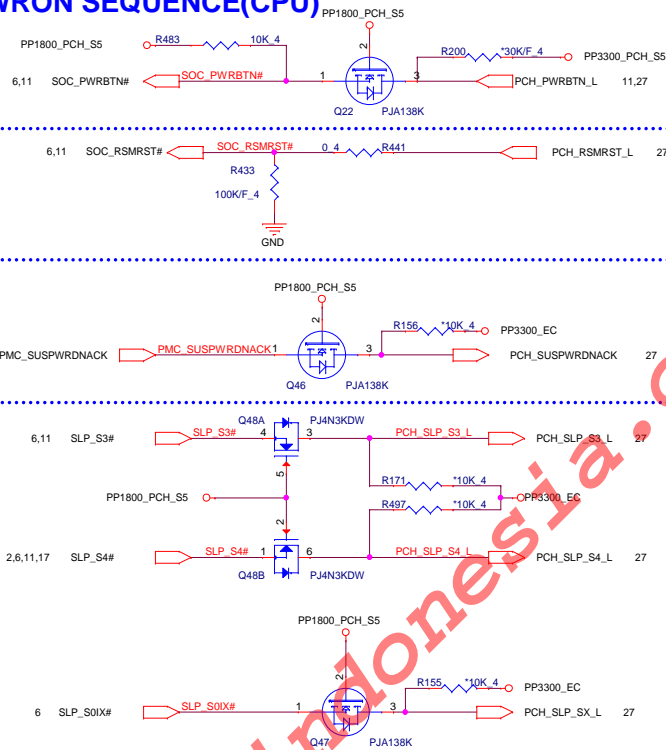 WRON SEQUENCE(CPU)
PP1800_PCH_S5
PP1800_PCH_S5
R483
10K_4
R200
*30K/F_4
PP3300_PCH_S5
6,11 SOC_PWRBTN#
SOC_PWRBTN#
1
2
3
PCH_PWRBTN_L
11,27
Q22
PJA138K
6,11 SOC_RSMRST#
SOC_RSMRST#
0_4
R441
PCH_RSMRST_L
27
R433
100K/F_4
GND
PP1800_PCH_S5
2
R156
*10K_4
PP3300_EC
PMC_SUSPWRDNACK
PMC_SUSPWRDNACK
1
3
PCH_SUSPWRDNACK
27
Q46
PJA138K
Q48A
PJ4N3KDW
6,11 SLP_S3#
SLP_S3#
4
3
PCH_SLP_S3_L
PCH_SLP_S3_L
27
5
R171
*10K_4
PP1800_PCH_S5
PP3300_EC
R497
*10K_4
2
2,6,11,17 SLP_S4#
SLP_S4#
1
6
PCH_SLP_S4_L
PCH_SLP_S4_L
27
Q48B
PJ4N3KDW
PP1800_PCH_S5
2
R155
*10K_4
PP3300_EC
6 SLP_S0IX#
SLP_S0IX#
1
3
PCH_SLP_SX_L
27
Q47
PJA138K
indonesia.